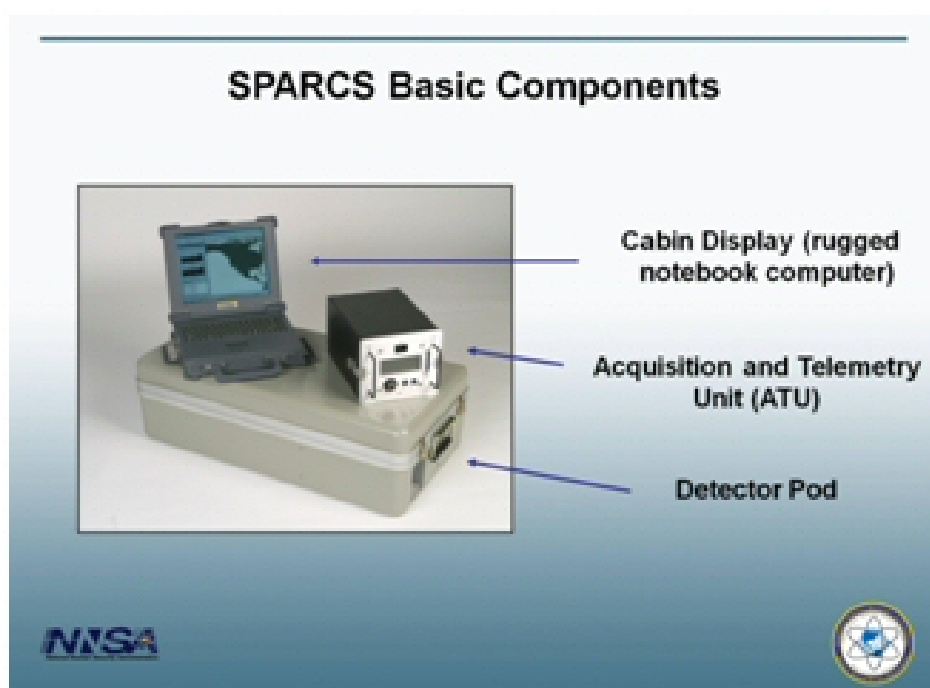 SPARCS Basic Components
Cabin Display (rugged
notebook computer)
Acquisition and Telemetry
Unit (ATU)
Detector Pod
NNSA